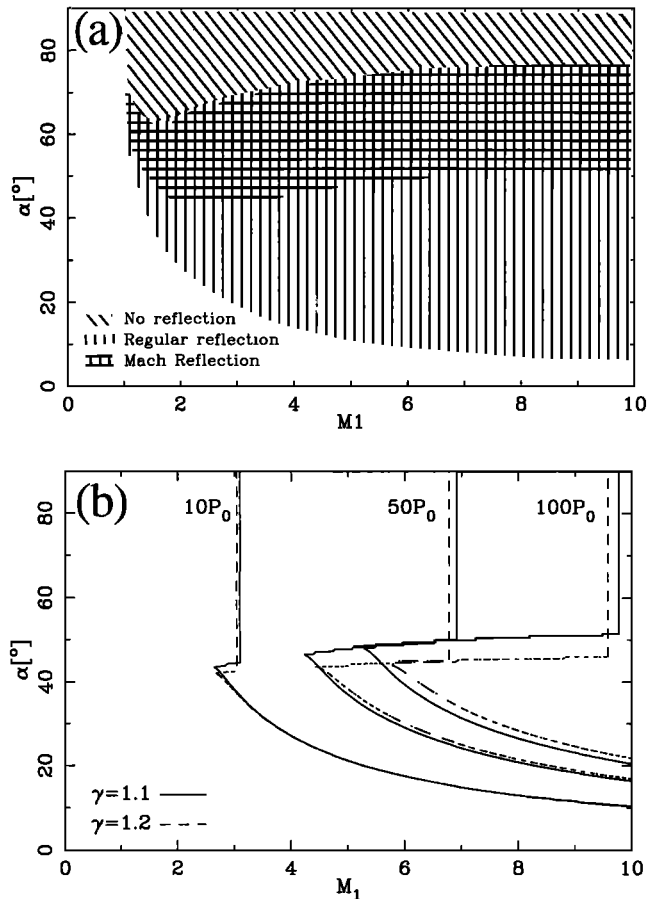 (a)
80
60
40
20
0
α[°]
No reflection
Regular reflection
Mach Reflection
0 2 4 6 8 10
M1
(b)
10P₀ 50P₀ 100P₀
80
60
40
20
0
α[°]
γ=1.1
γ=1.2
0 2 4 6 8 10
M₁